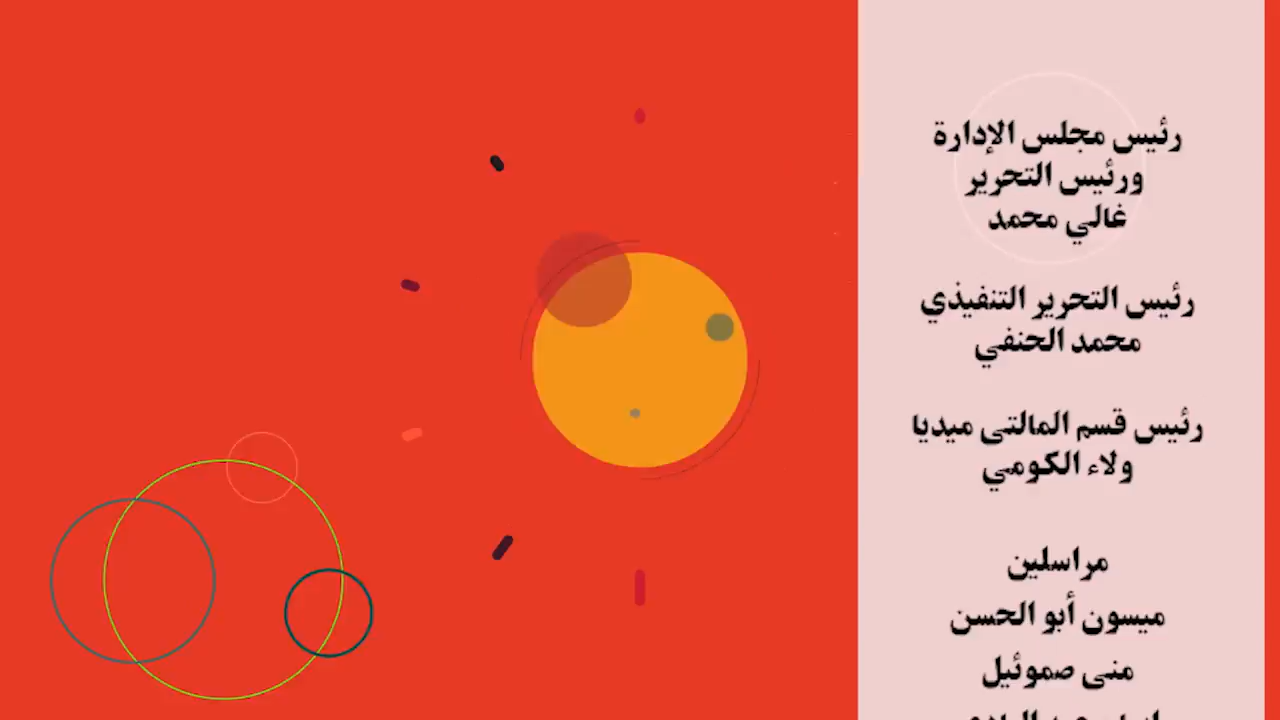 رئيس مجلس الإدارة
ورئيس التحرير
غالي محمد
رئيس التحرير التنفيذي
محمد الحنفي
رئيس قسم المالتى ميديا
ولاء الكومي
مراسلين
ميسون أبو الحسن
منى صموئيل